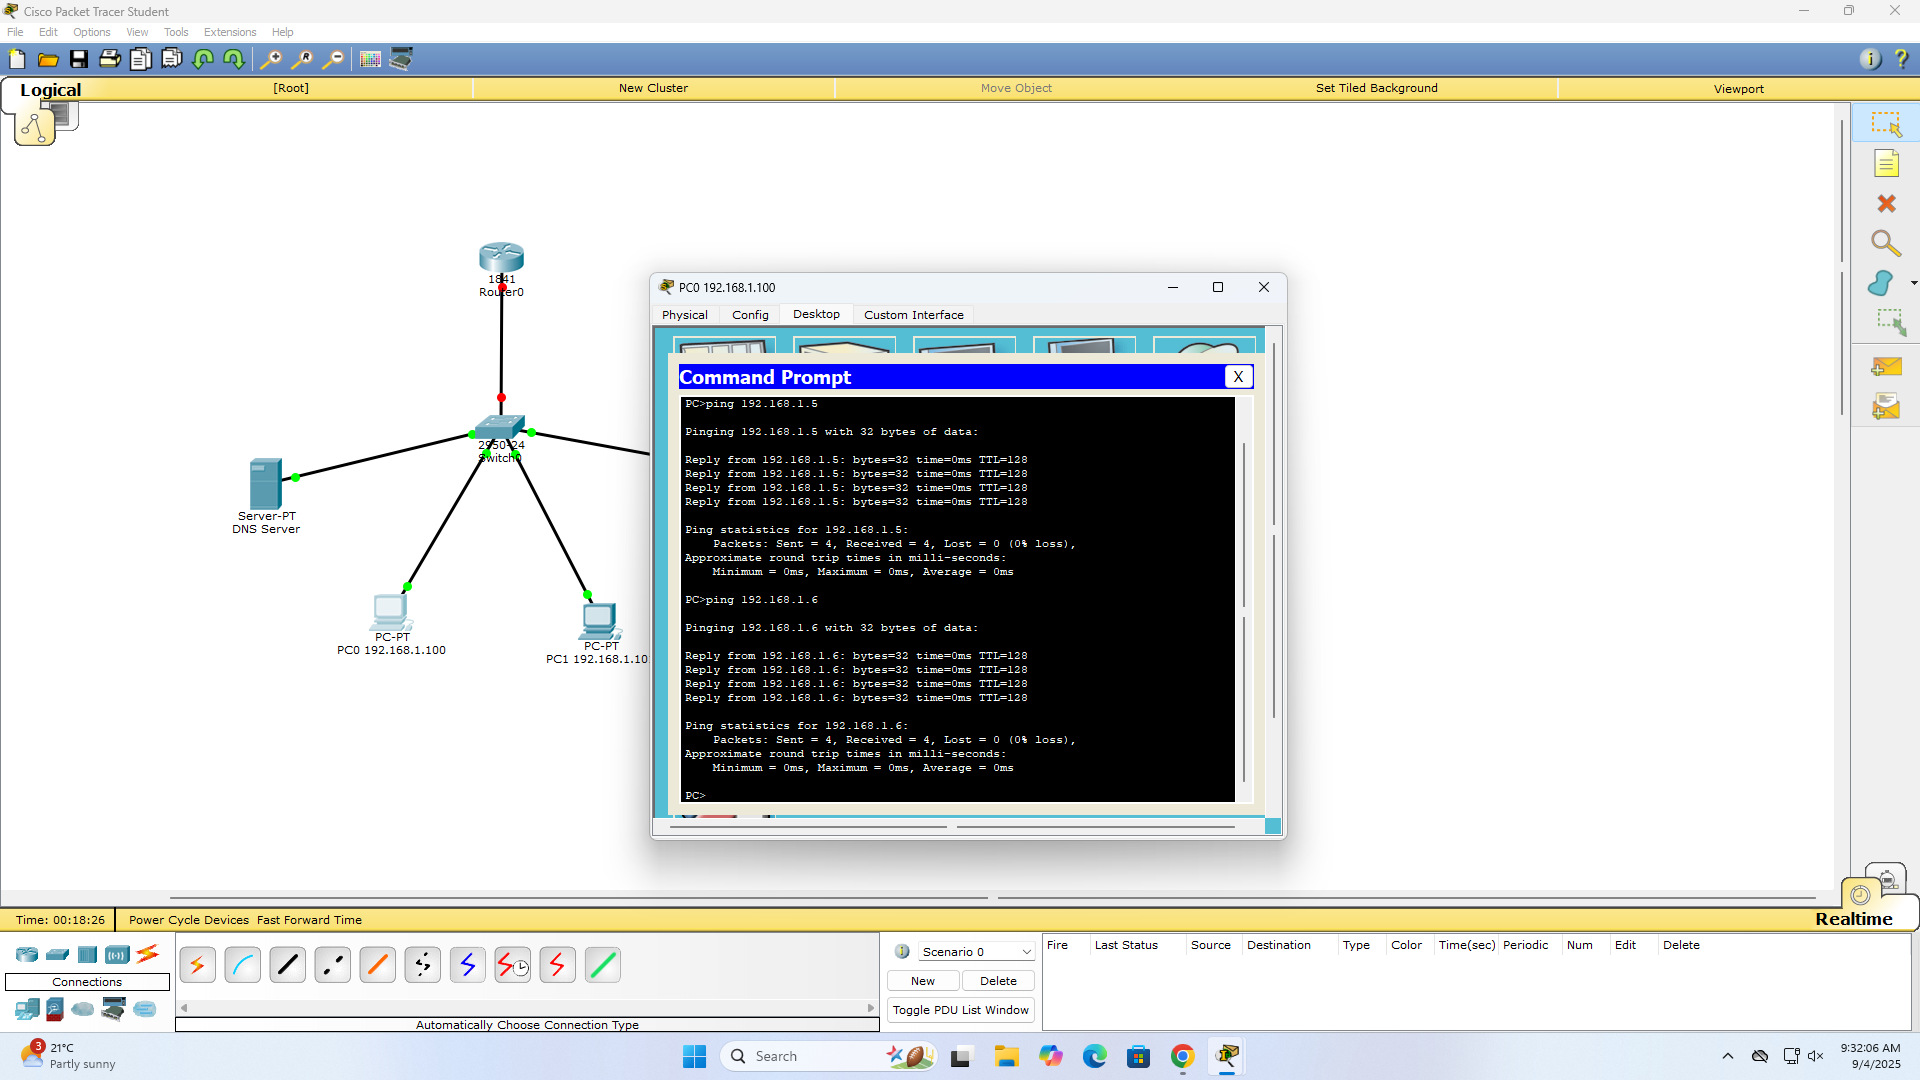 Cisco Packet Tracer Student
File Edit Options View Tools Extensions Help
Logical [Root] New Cluster Move Object Set Tiled Background Viewport
1841
Router0
2950-24
Switch0
Server-PT
DNS Server
PC-PT
PC0 192.168.1.100
PC-PT
PC1 192.168.1.10
PC0 192.168.1.100
Physical Config Desktop Custom Interface
Command Prompt X
PC>ping 192.168.1.5
Pinging 192.168.1.5 with 32 bytes of data:
Reply from 192.168.1.5: bytes=32 time=0ms TTL=128
Reply from 192.168.1.5: bytes=32 time=0ms TTL=128
Reply from 192.168.1.5: bytes=32 time=0ms TTL=128
Reply from 192.168.1.5: bytes=32 time=0ms TTL=128
Ping statistics for 192.168.1.5:
Packets: Sent = 4, Received = 4, Lost = 0 (0% loss),
Approximate round trip times in milli-seconds:
Minimum = 0ms, Maximum = 0ms, Average = 0ms
PC>ping 192.168.1.6
Pinging 192.168.1.6 with 32 bytes of data:
Reply from 192.168.1.6: bytes=32 time=0ms TTL=128
Reply from 192.168.1.6: bytes=32 time=0ms TTL=128
Reply from 192.168.1.6: bytes=32 time=0ms TTL=128
Reply from 192.168.1.6: bytes=32 time=0ms TTL=128
Ping statistics for 192.168.1.6:
Packets: Sent = 4, Received = 4, Lost = 0 (0% loss),
Approximate round trip times in milli-seconds:
Minimum = 0ms, Maximum = 0ms, Average = 0ms
PC>
Time: 00:18:26 Power Cycle Devices Fast Forward Time Realtime
Connections
Automatically Choose Connection Type
Scenario 0
New Delete
Toggle PDU List Window
Fire Last Status Source Destination Type Color Time(sec) Periodic Num Edit Delete
3
21°C
Partly sunny
Search
9:32:06 AM
9/4/2025